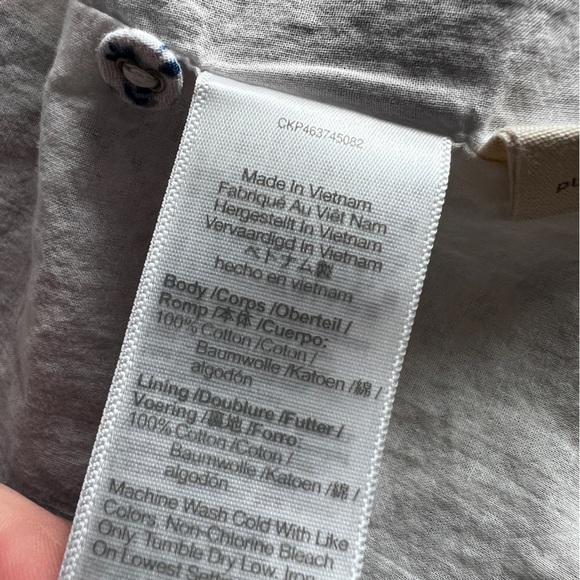 CKP463745082
Made In Vietnam
Fabriqué Au Viêt Nam
Hergestellt In Vietnam
Vervaardigd In Vietnam
ベトナム製
hecho en vietnam
Body /Corps /Oberteil /
Romp /本体 /Cuerpo:
100% Cotton /Coton /
Baumwolle /Katoen /綿 /
algodón
Lining /Doublure /Futter /
Voering /裏地 /Forro:
100% Cotton /Coton /
Baumwolle /Katoen /綿 /
algodón
Machine Wash Cold With Like
Colors. Non-Chlorine Bleach
Only. Tumble Dry Low. Iron
On Lowest